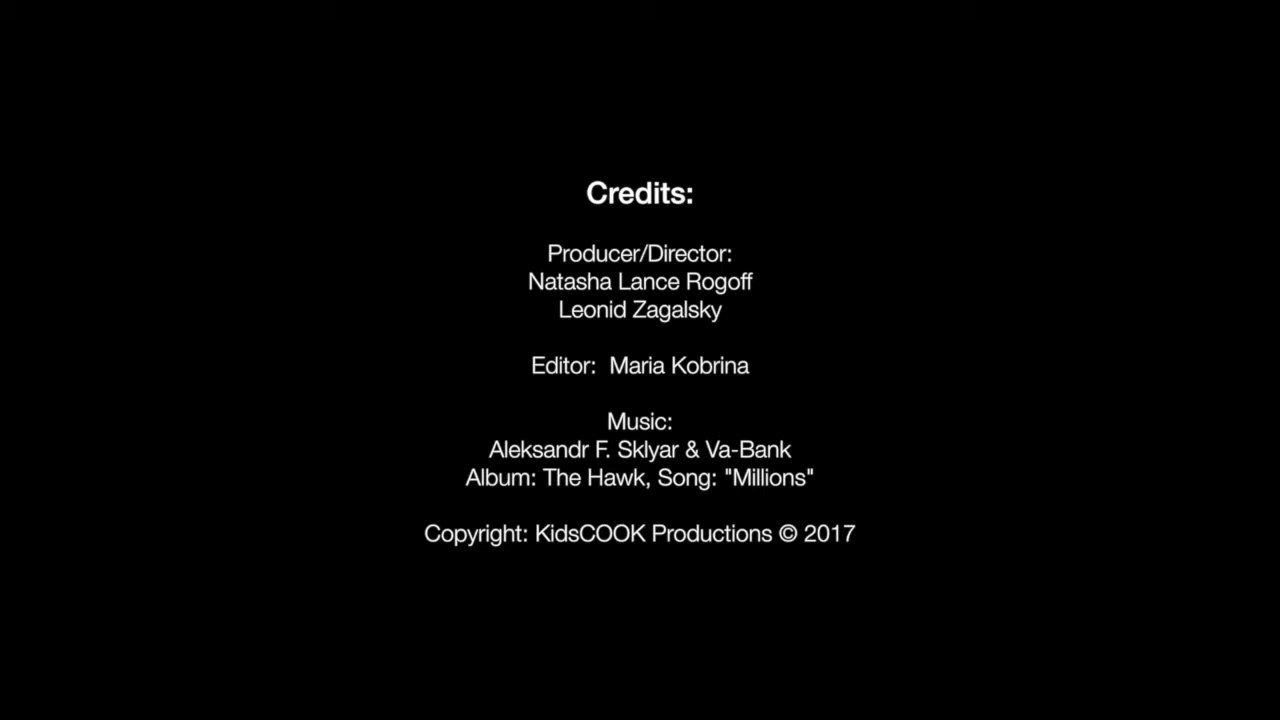 Credits:
Producer/Director:
Natasha Lance Rogoff
Leonid Zagalsky
Editor:  Maria Kobrina
Music:
Aleksandr F. Sklyar & Va-Bank
Album: The Hawk, Song: "Millions"
Copyright: KidsCOOK Productions © 2017